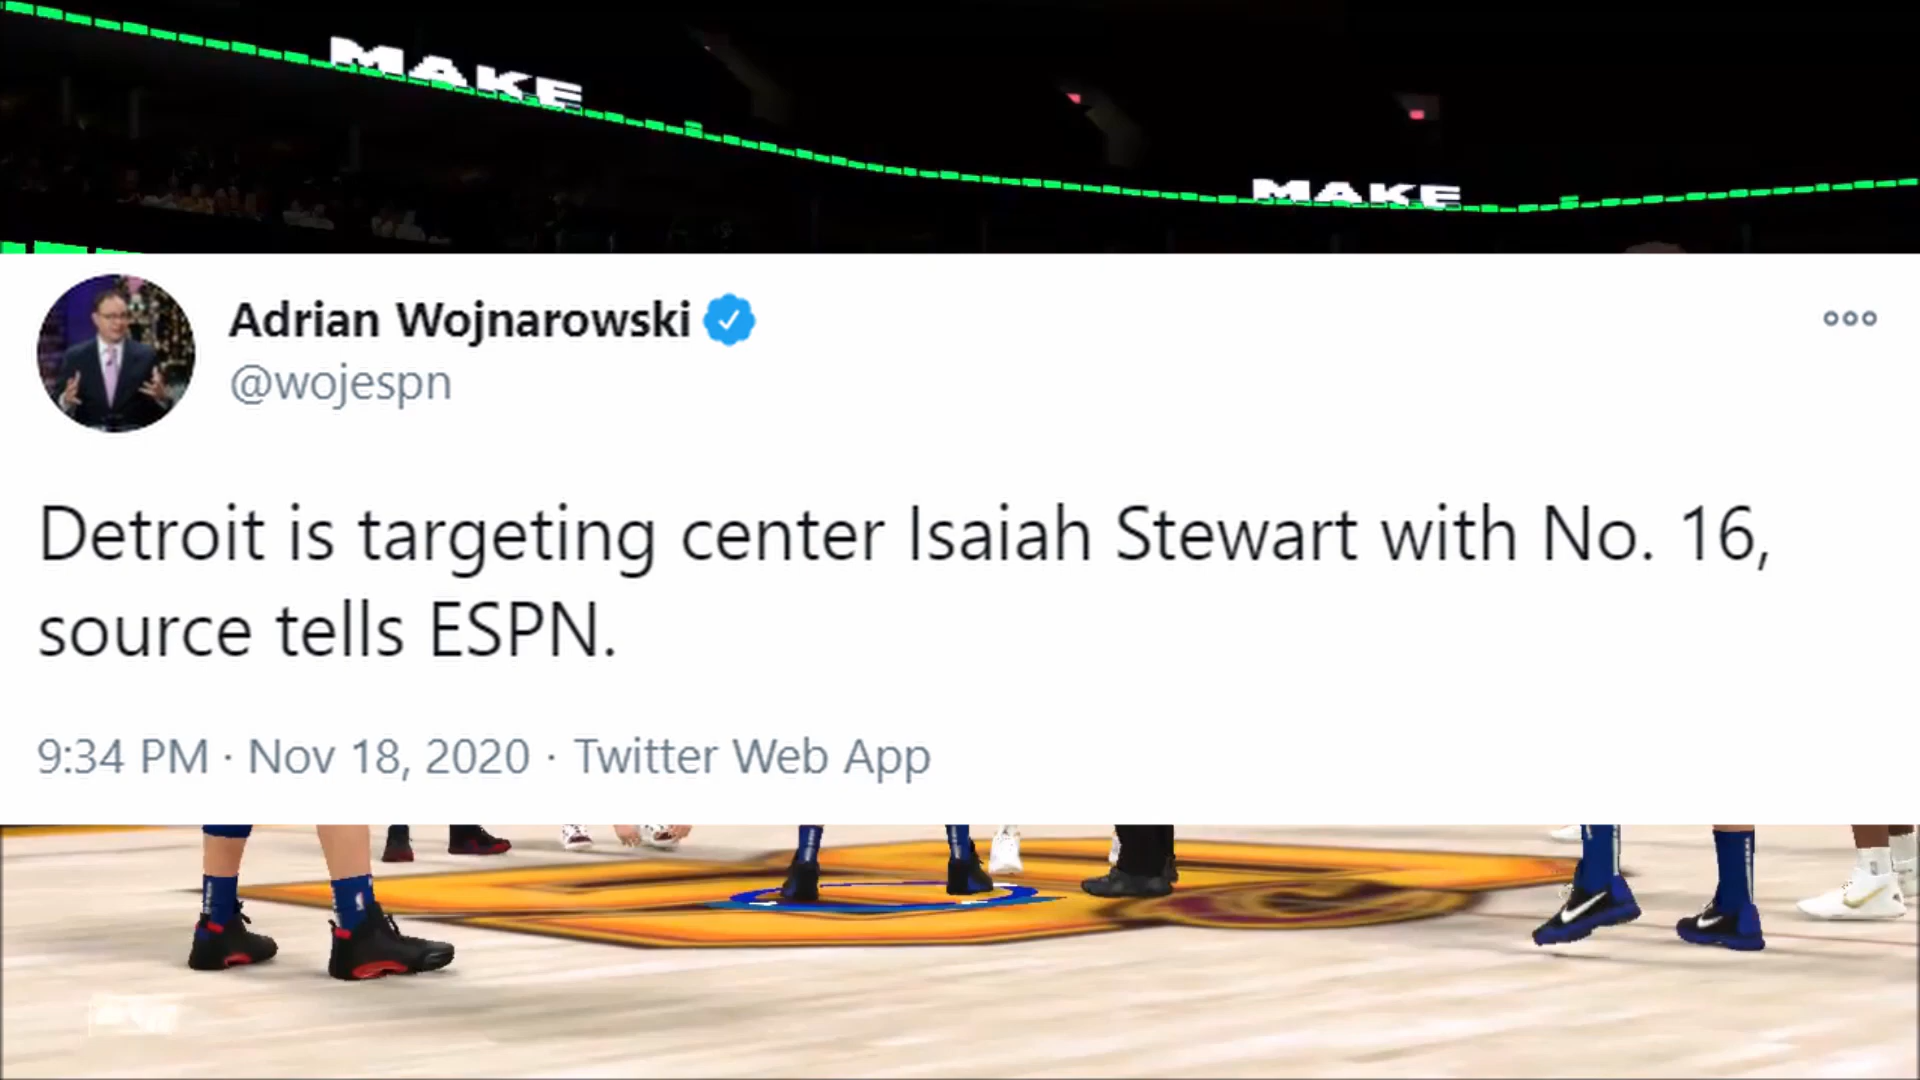 MAKE
MAKE
Adrian Wojnarowski
@wojespn
Detroit is targeting center Isaiah Stewart with No. 16,
source tells ESPN.
9:34 PM · Nov 18, 2020 · Twitter Web App